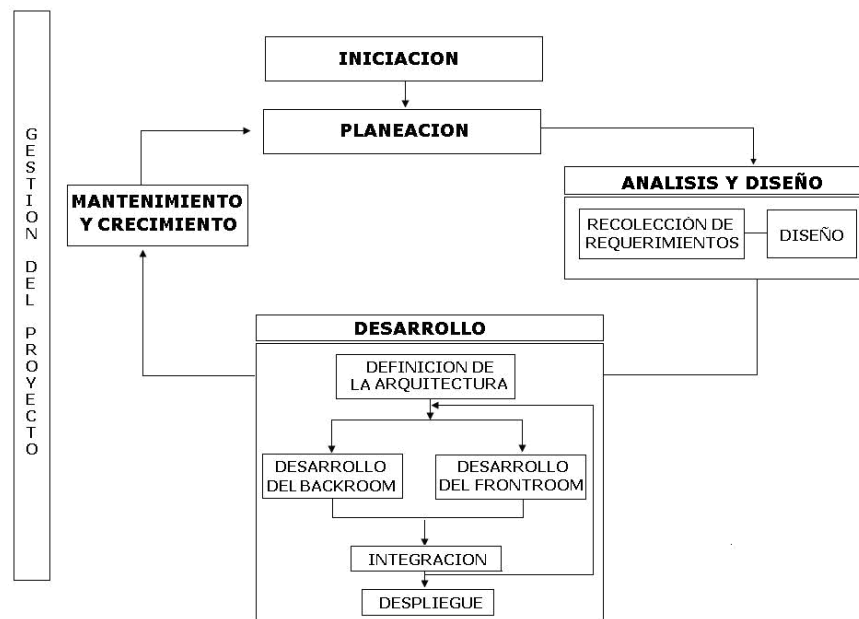 GESTION DEL PROYECTO
INICIACION
PLANEACION
MANTENIMIENTO
Y CRECIMIENTO
ANALISIS Y DISEÑO
RECOLECCIÓN DE
REQUERIMIENTOS
DISEÑO
DESARROLLO
DEFINICION DE
LA ARQUITECTURA
DESARROLLO
DEL BACKROOM
DESARROLLO
DEL FRONTROOM
INTEGRACION
DESPLIEGUE